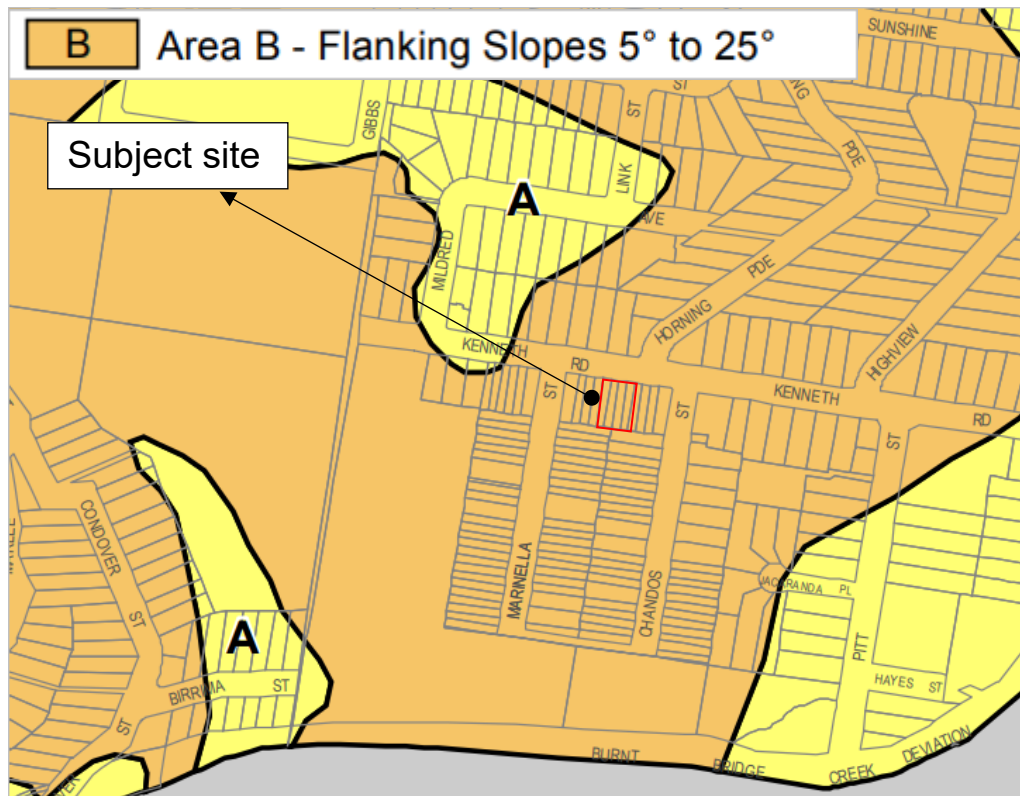 B
Area B - Flanking Slopes 5° to 25°
SUNSHINE
ST
GIBBS
ST
Subject site
LINK
PDE
A
AVE
MILDRED
PDE
HORNING
KENNETH
RD
HIGHVIEW
ST
ST
KENNETH
RD
ST
CONDOVER
MARINELLA
CHANDOS
JACARANDA PL
ST
A
PITT
BIRRIMA ST
HAYES ST
ST
BURNT
BRIDGE
CREEK
DEVIATION